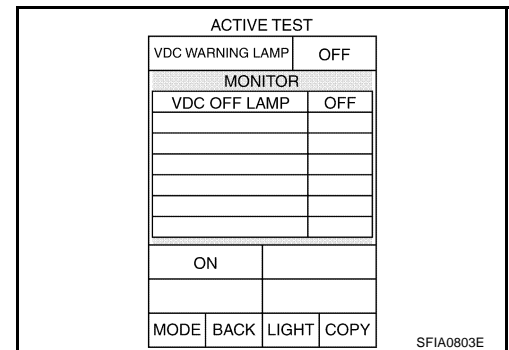 ACTIVE TEST
VDC WARNING LAMP OFF
MONITOR
VDC OFF LAMP OFF
ON
MODE BACK LIGHT COPY
SFIA0803E